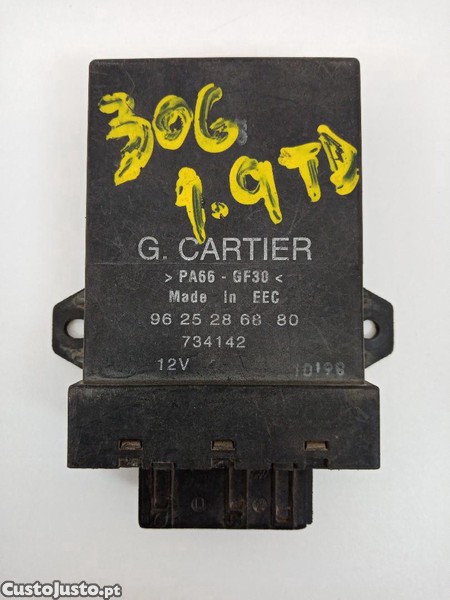 306
1.9TD
G. CARTIER
> PA66 - GF30 <
Made in EEC
96 25 28 68 80
734142
12V
10'98
CustoJusto.pt